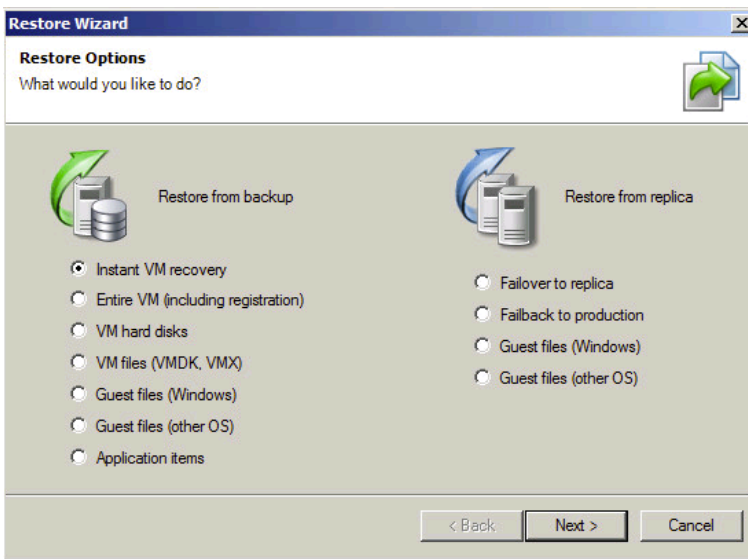 Restore Wizard
Restore Options
What would you like to do?
Restore from backup
Instant VM recovery
Entire VM (including registration)
VM hard disks
VM files (VMDK, VMX)
Guest files (Windows)
Guest files (other OS)
Application items
Restore from replica
Failover to replica
Failback to production
Guest files (Windows)
Guest files (other OS)
< Back
Next >
Cancel